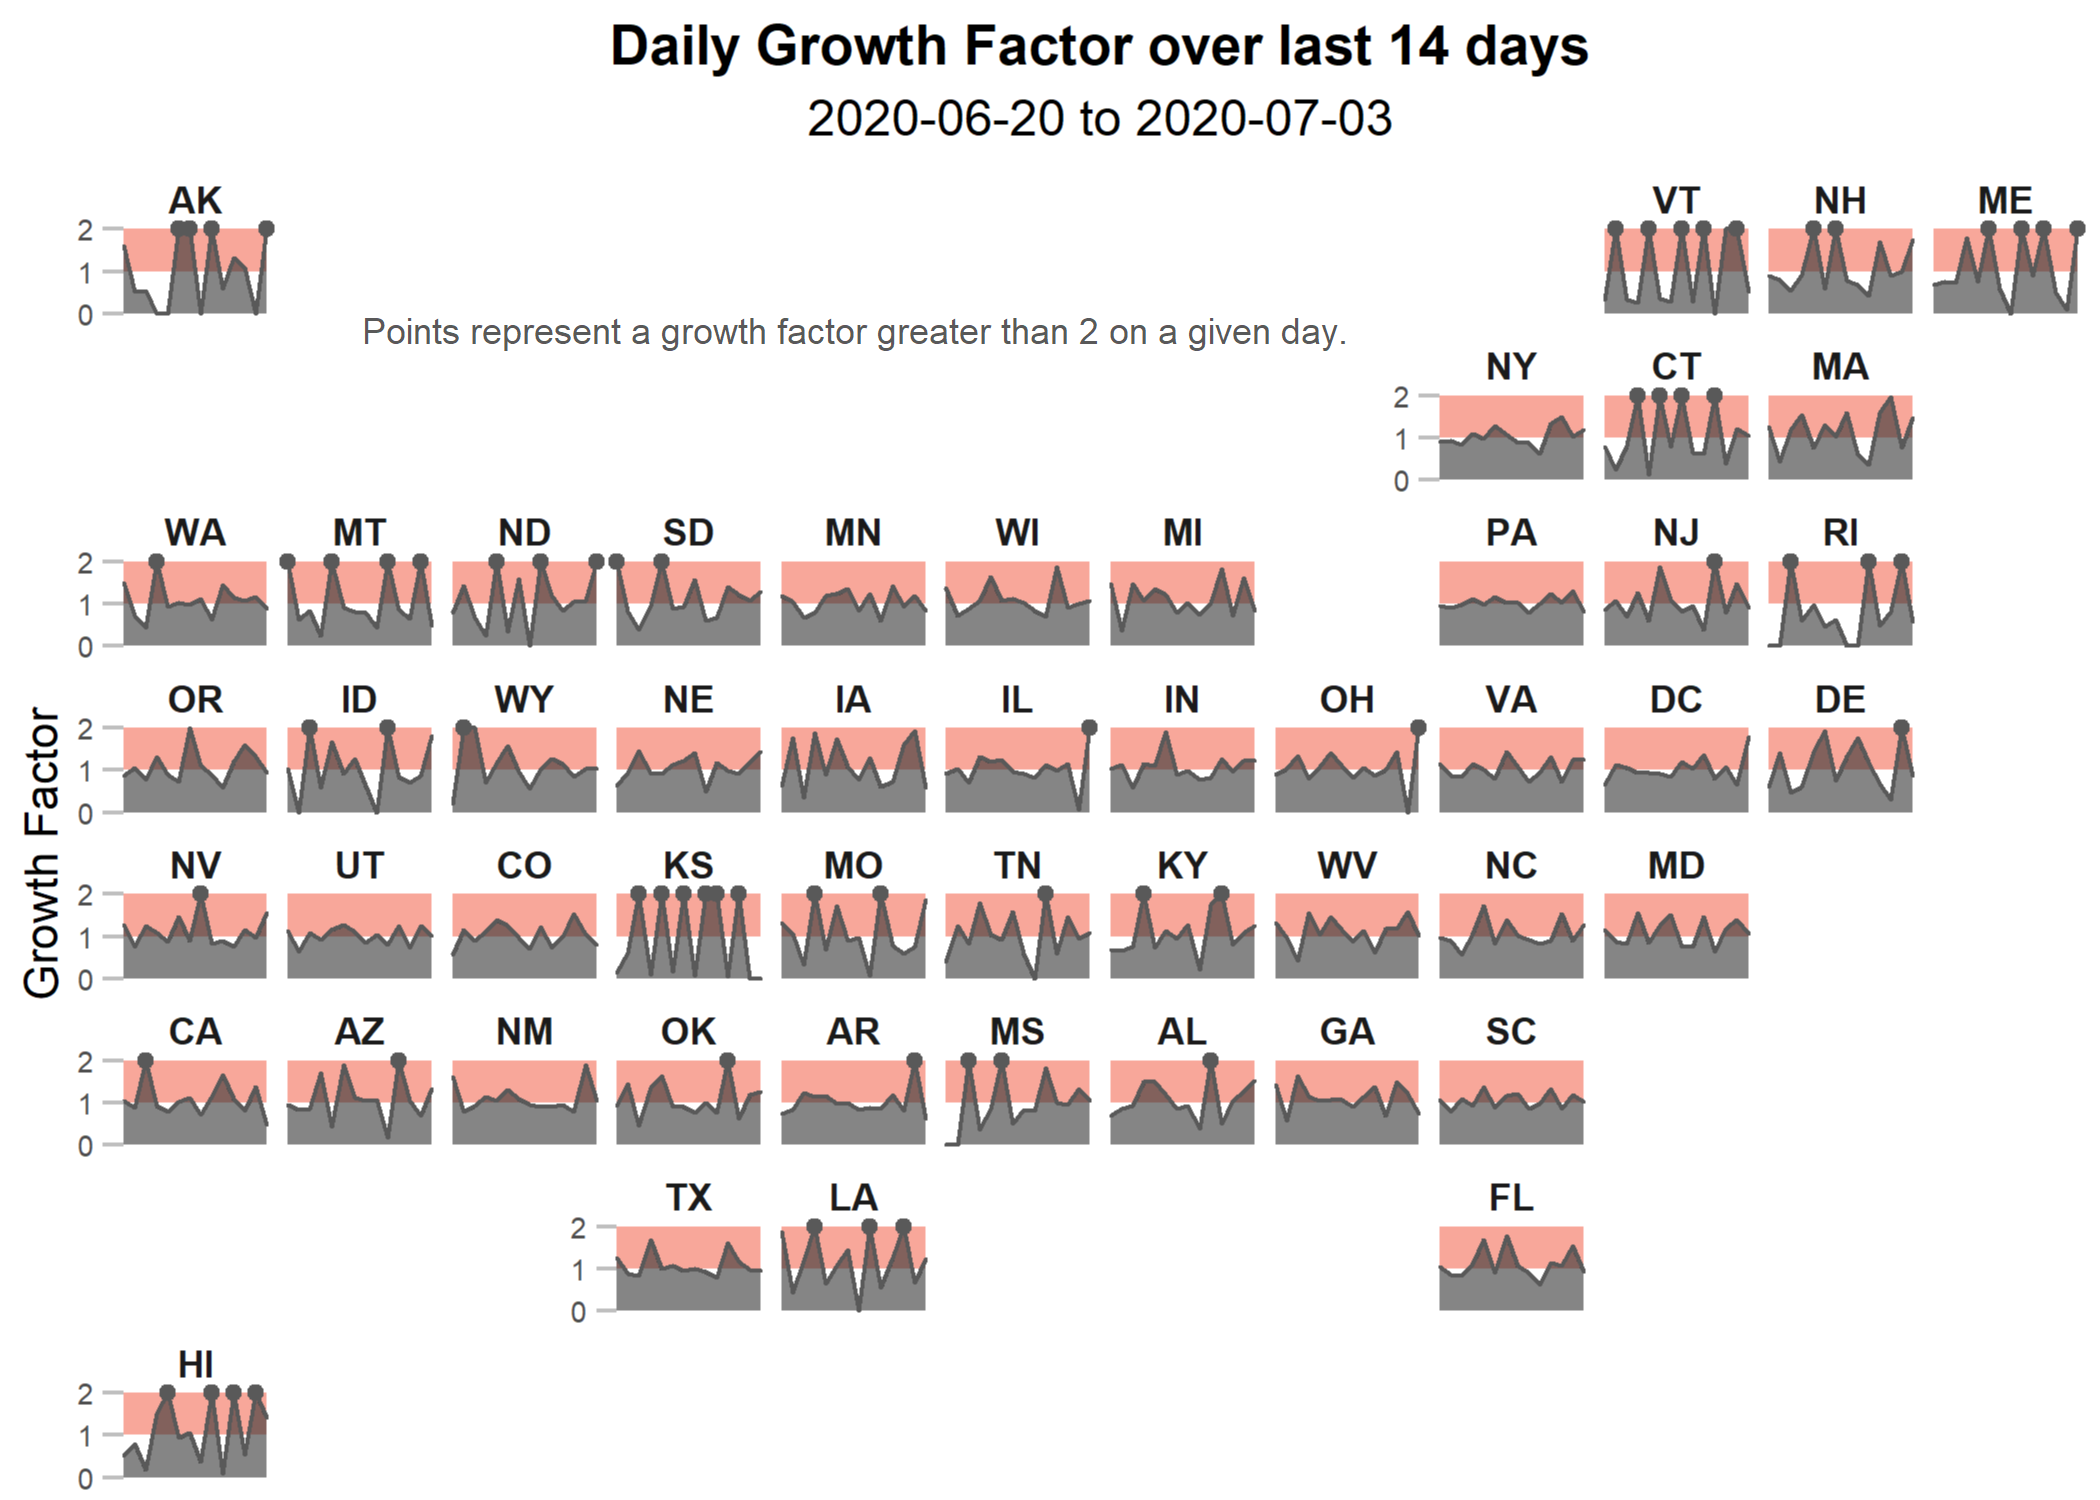 Daily Growth Factor over last 14 days
2020-06-20 to 2020-07-03
AK VT NH ME
2
1
0
Points represent a growth factor greater than 2 on a given day.
NY CT MA
2
1
0
WA MT ND SD MN WI MI PA NJ RI
2
1
0
OR ID WY NE IA IL IN OH VA DC DE
2
1
0
Growth Factor
NV UT CO KS MO TN KY WV NC MD
2
1
0
CA AZ NM OK AR MS AL GA SC
2
1
0
TX LA FL
2
1
0
HI
2
1
0